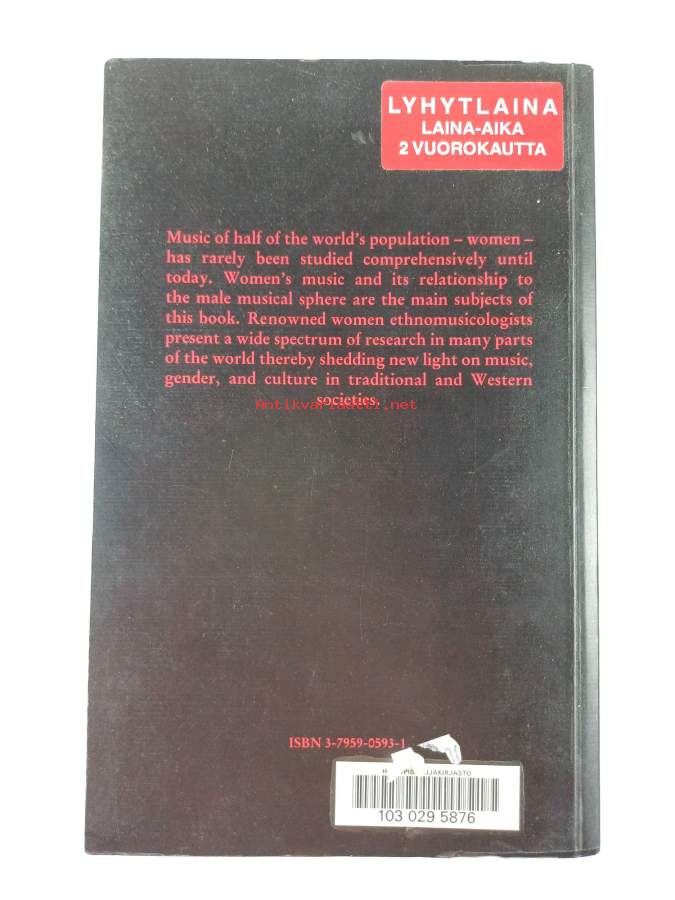 LYHYTLAINA
LAINA-AIKA
2 VUOROKAUTTA
Music of half of the world's population – women –
has rarely been studied comprehensively until
today. Women's music and its relationship to
the male musical sphere are the main subjects of
this book. Renowned women ethnomusicologists
present a wide spectrum of research in many parts
of the world thereby shedding new light on music,
gender, and culture in traditional and Western
societies.
Antikvariaatti.net
ISBN 3-7959-0593-1
103 029 5876